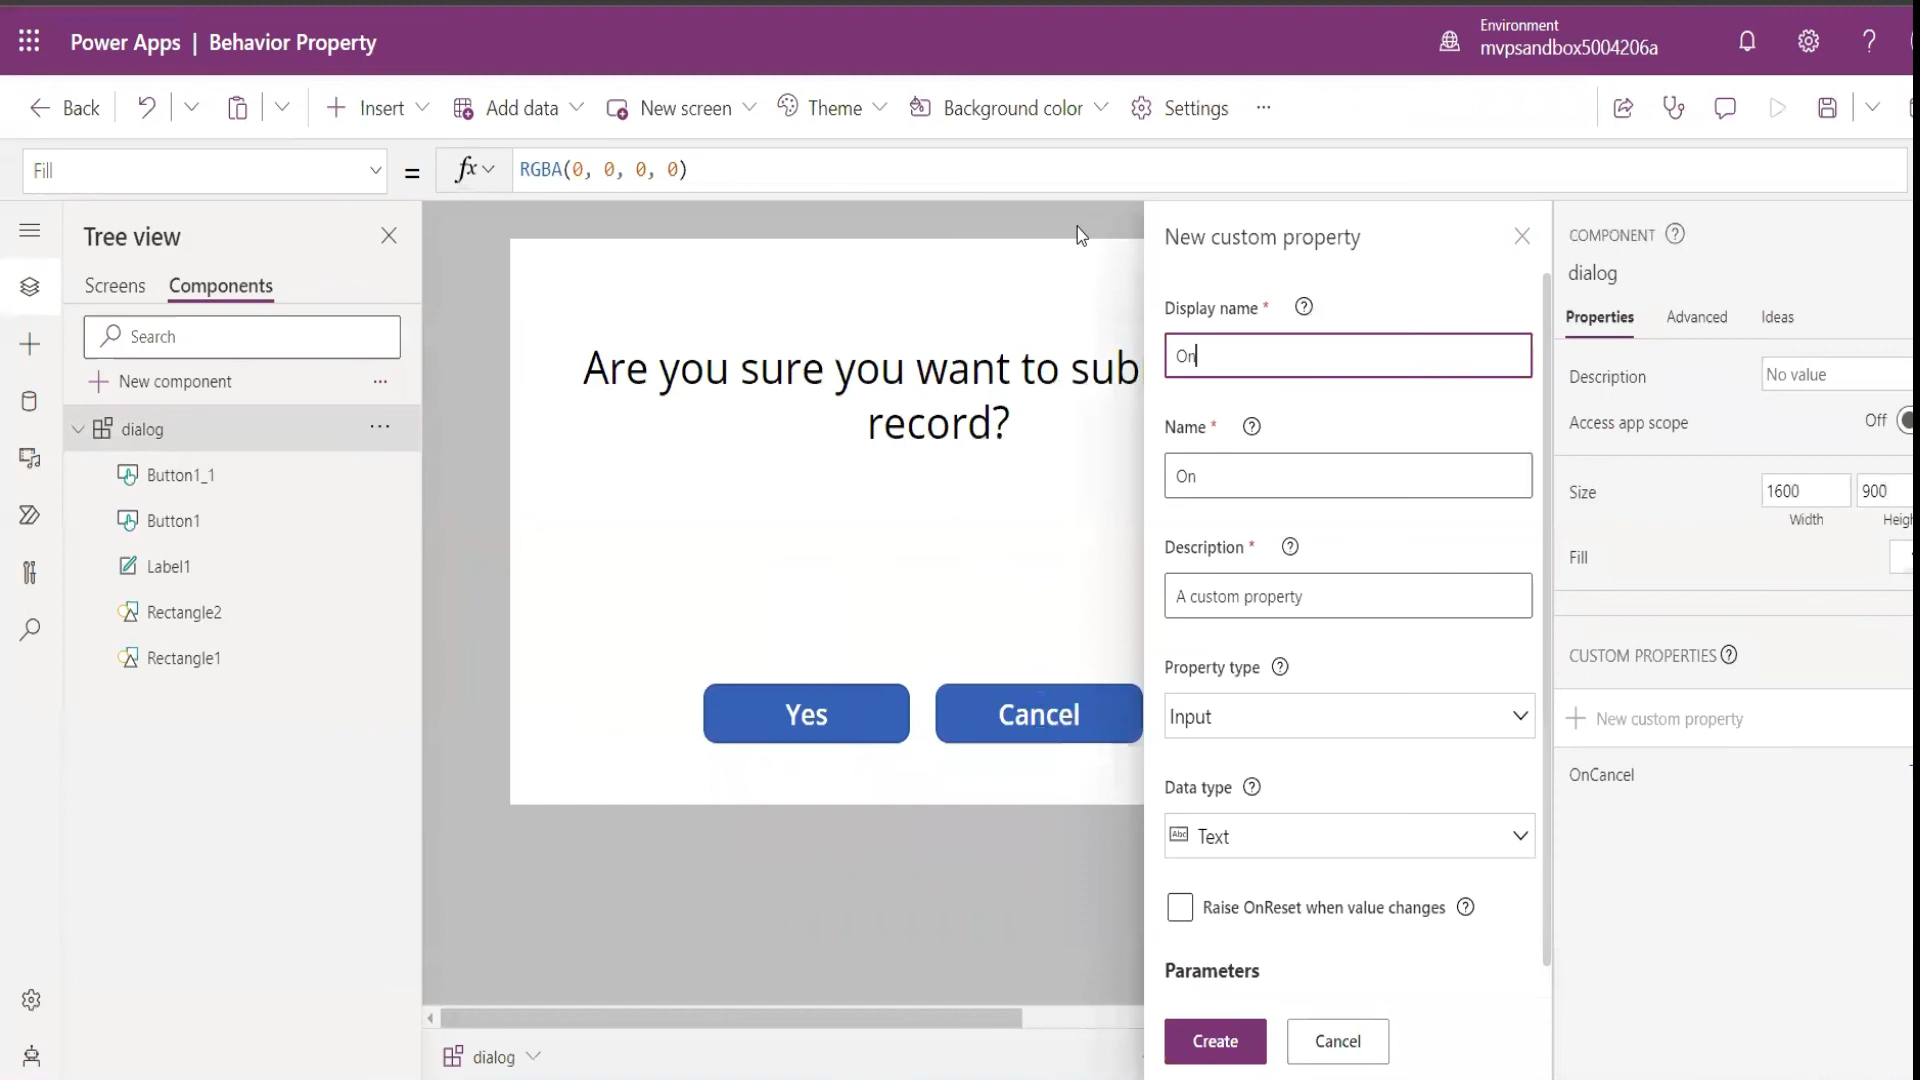 Power Apps | Behavior Property
Environment
mvpsandbox5004206a
Back
Insert
Add data
New screen
Theme
Background color
Settings
Fill
=
fx
RGBA(0, 0, 0, 0)
Tree view
Screens
Components
Search
New component
dialog
Button1_1
Button1
Label1
Rectangle2
Rectangle1
Are you sure you want to sub
record?
Yes
Cancel
dialog
New custom property
Display name *
On
Name *
On
Description *
A custom property
Property type
Input
Data type
Abc Text
Raise OnReset when value changes
Parameters
Create
Cancel
COMPONENT
dialog
Properties
Advanced
Ideas
Description
No value
Access app scope
Off
Size
1600
900
Width
Heigh
Fill
CUSTOM PROPERTIES
New custom property
OnCancel